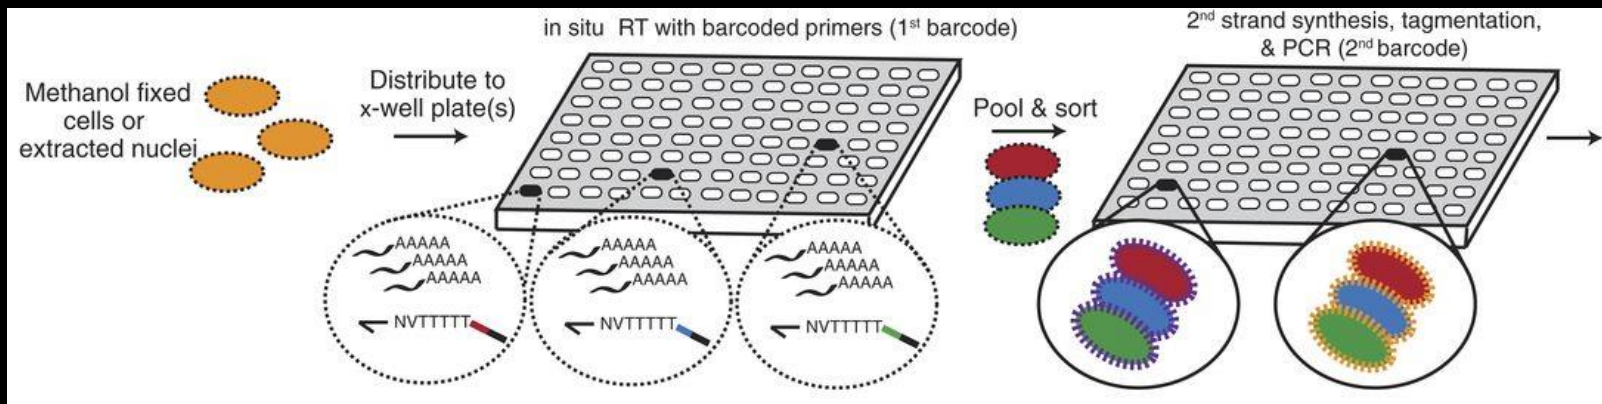 Methanol fixed
cells or
extracted nuclei
Distribute to
x-well plate(s)
in situ RT with barcoded primers (1st barcode)
AAAAA
AAAAA
AAAAA
NVTTTTT
AAAAA
AAAAA
AAAAA
NVTTTTT
AAAAA
AAAAA
AAAAA
NVTTTTT
Pool & sort
2nd strand synthesis, tagmentation,
& PCR (2nd barcode)